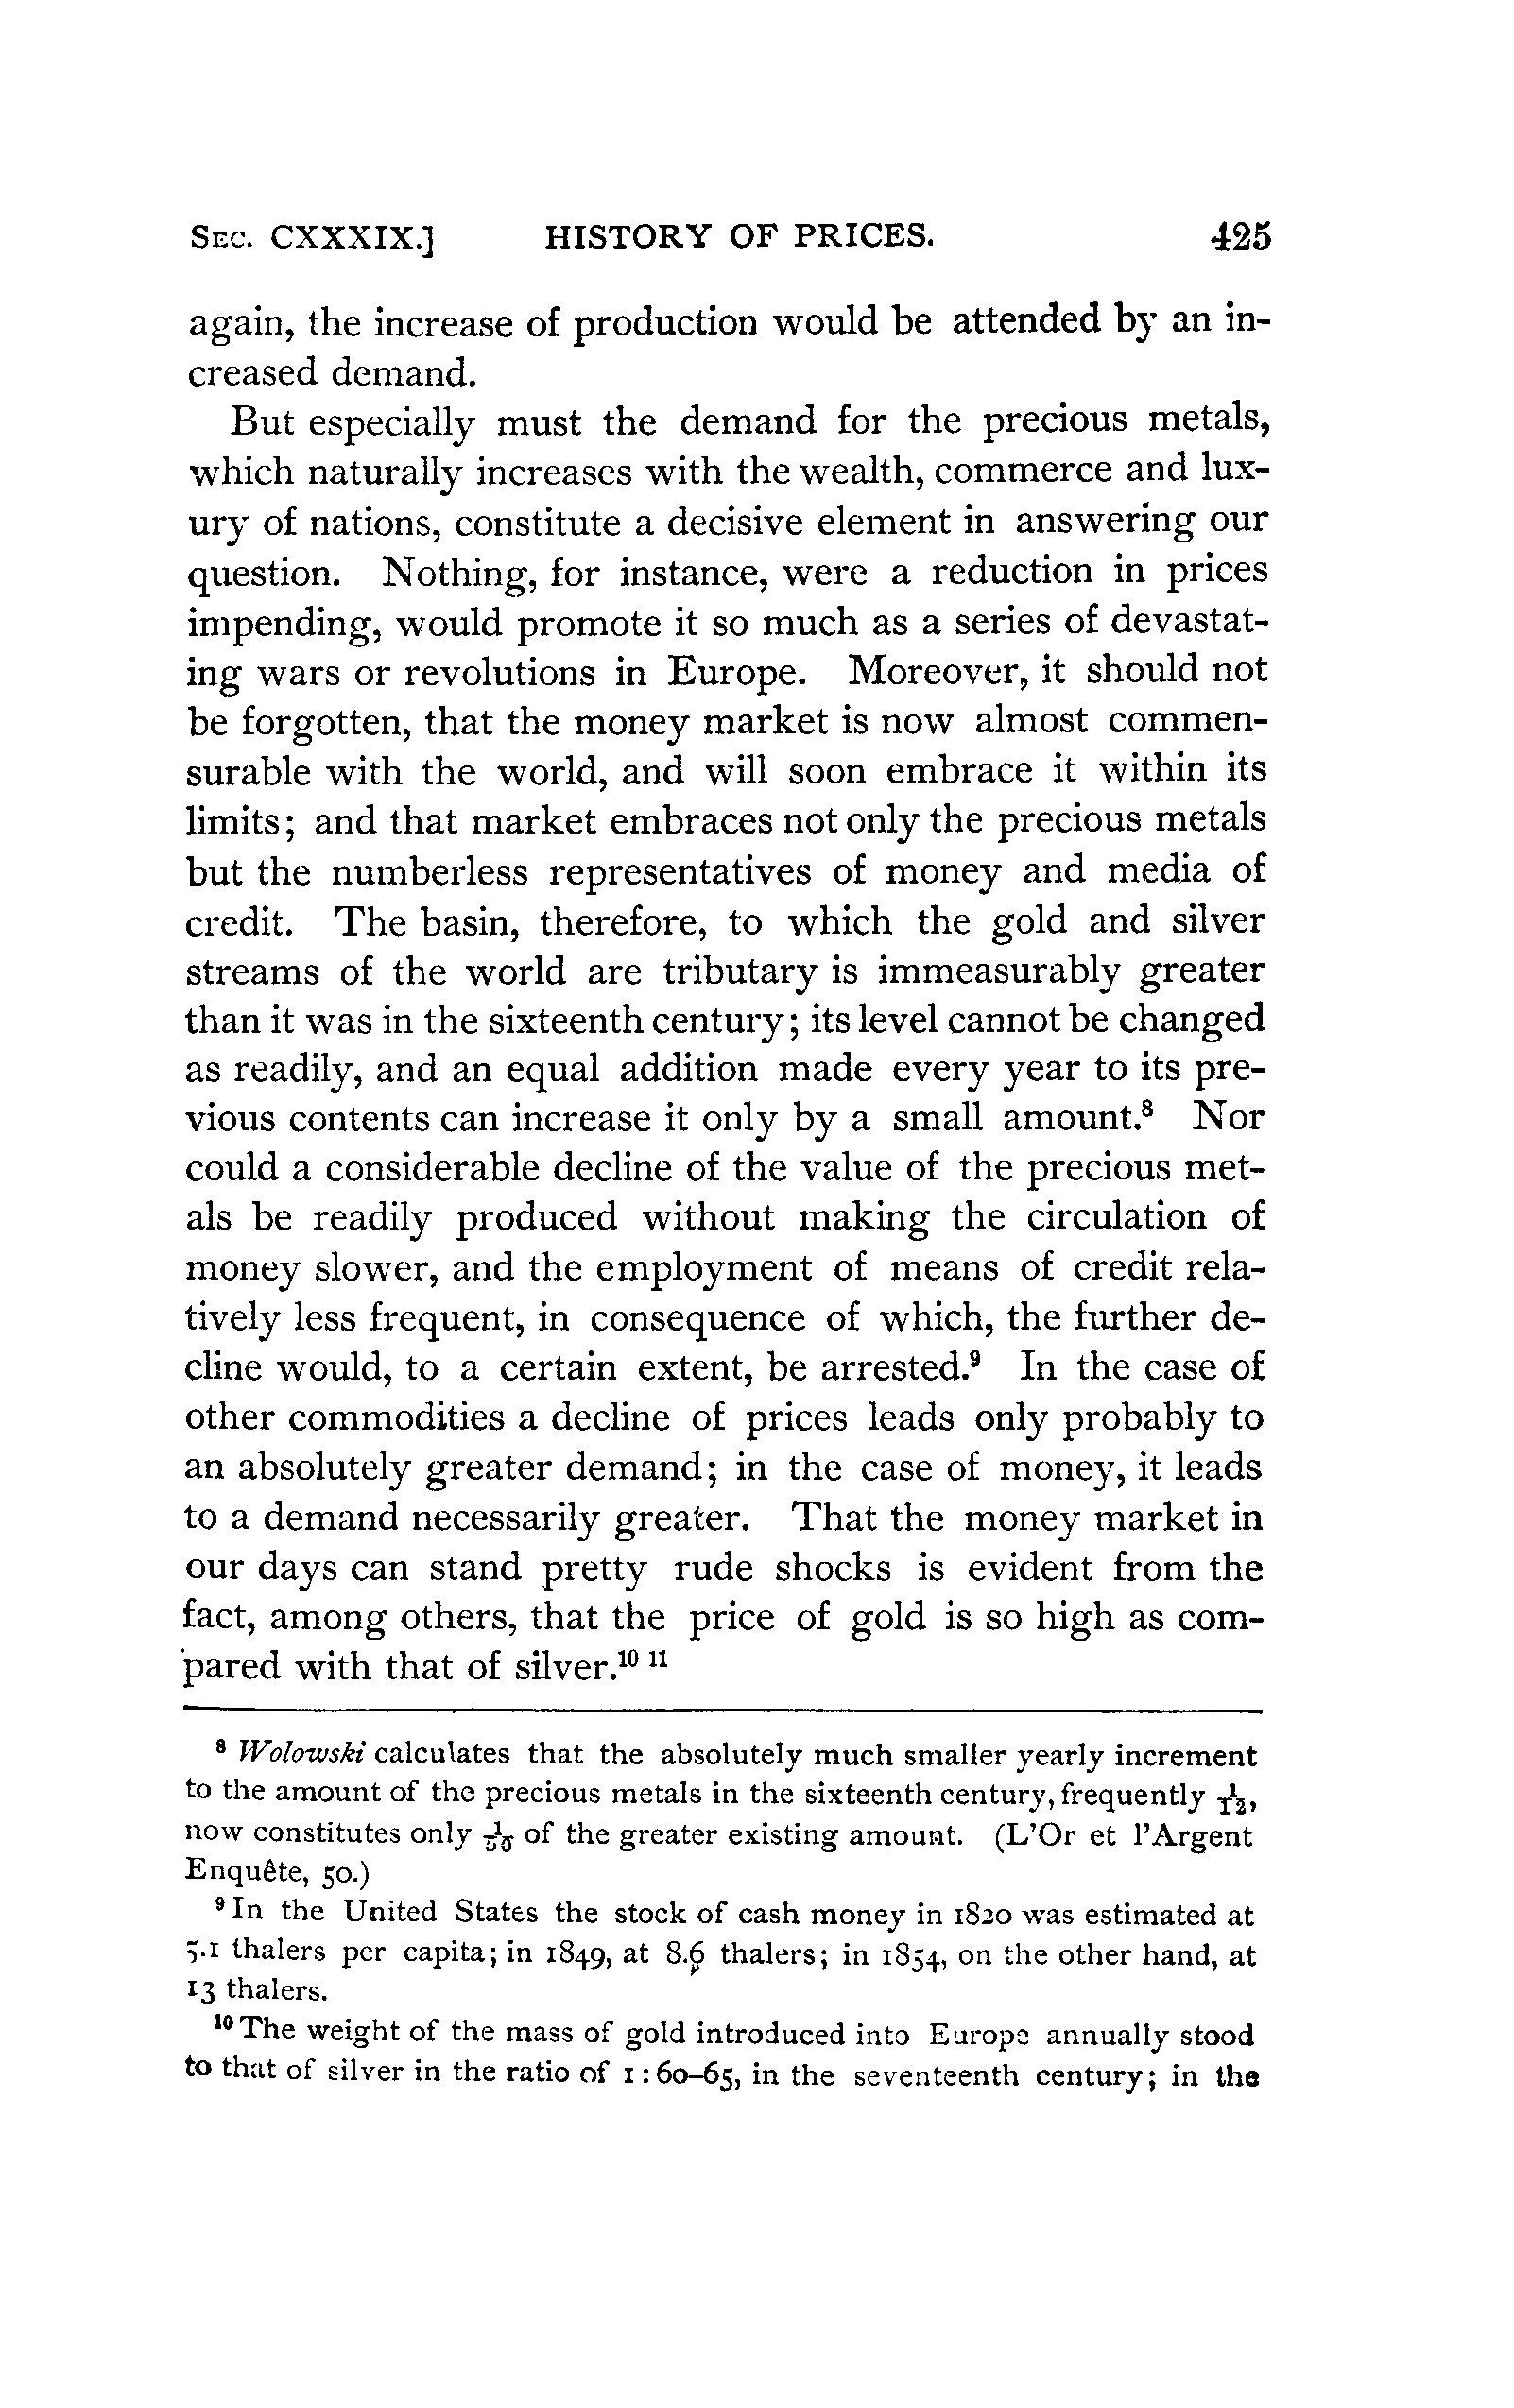 SEC. CXXXIX.] HISTORY OF PRICES. 425
again, the increase of production would be attended by an in-
creased demand.
But especially must the demand for the precious metals,
which naturally increases with the wealth, commerce and lux-
ury of nations, constitute a decisive element in answering our
question. Nothing, for instance, were a reduction in prices
impending, would promote it so much as a series of devastat-
ing wars or revolutions in Europe. Moreover, it should not
be forgotten, that the money market is now almost commen-
surable with the world, and will soon embrace it within its
limits; and that market embraces not only the precious metals
but the numberless representatives of money and media of
credit. The basin, therefore, to which the gold and silver
streams of the world are tributary is immeasurably greater
than it was in the sixteenth century; its level cannot be changed
as readily, and an equal addition made every year to its pre-
vious contents can increase it only by a small amount.⁸ Nor
could a considerable decline of the value of the precious met-
als be readily produced without making the circulation of
money slower, and the employment of means of credit rela-
tively less frequent, in consequence of which, the further de-
cline would, to a certain extent, be arrested.⁹ In the case of
other commodities a decline of prices leads only probably to
an absolutely greater demand; in the case of money, it leads
to a demand necessarily greater. That the money market in
our days can stand pretty rude shocks is evident from the
fact, among others, that the price of gold is so high as com-
pared with that of silver.¹⁰ ¹¹
⁸ Wolowski calculates that the absolutely much smaller yearly increment
to the amount of the precious metals in the sixteenth century, frequently 1/12,
now constitutes only of the greater existing amount. (L'Or et l'Argent
Enquête, 50.)
⁹ In the United States the stock of cash money in 1820 was estimated at
5.1 thalers per capita; in 1849, at 8.6 thalers; in 1854, on the other hand, at
13 thalers.
¹⁰ The weight of the mass of gold introduced into Europe annually stood
to that of silver in the ratio of 1:60-65, in the seventeenth century; in the